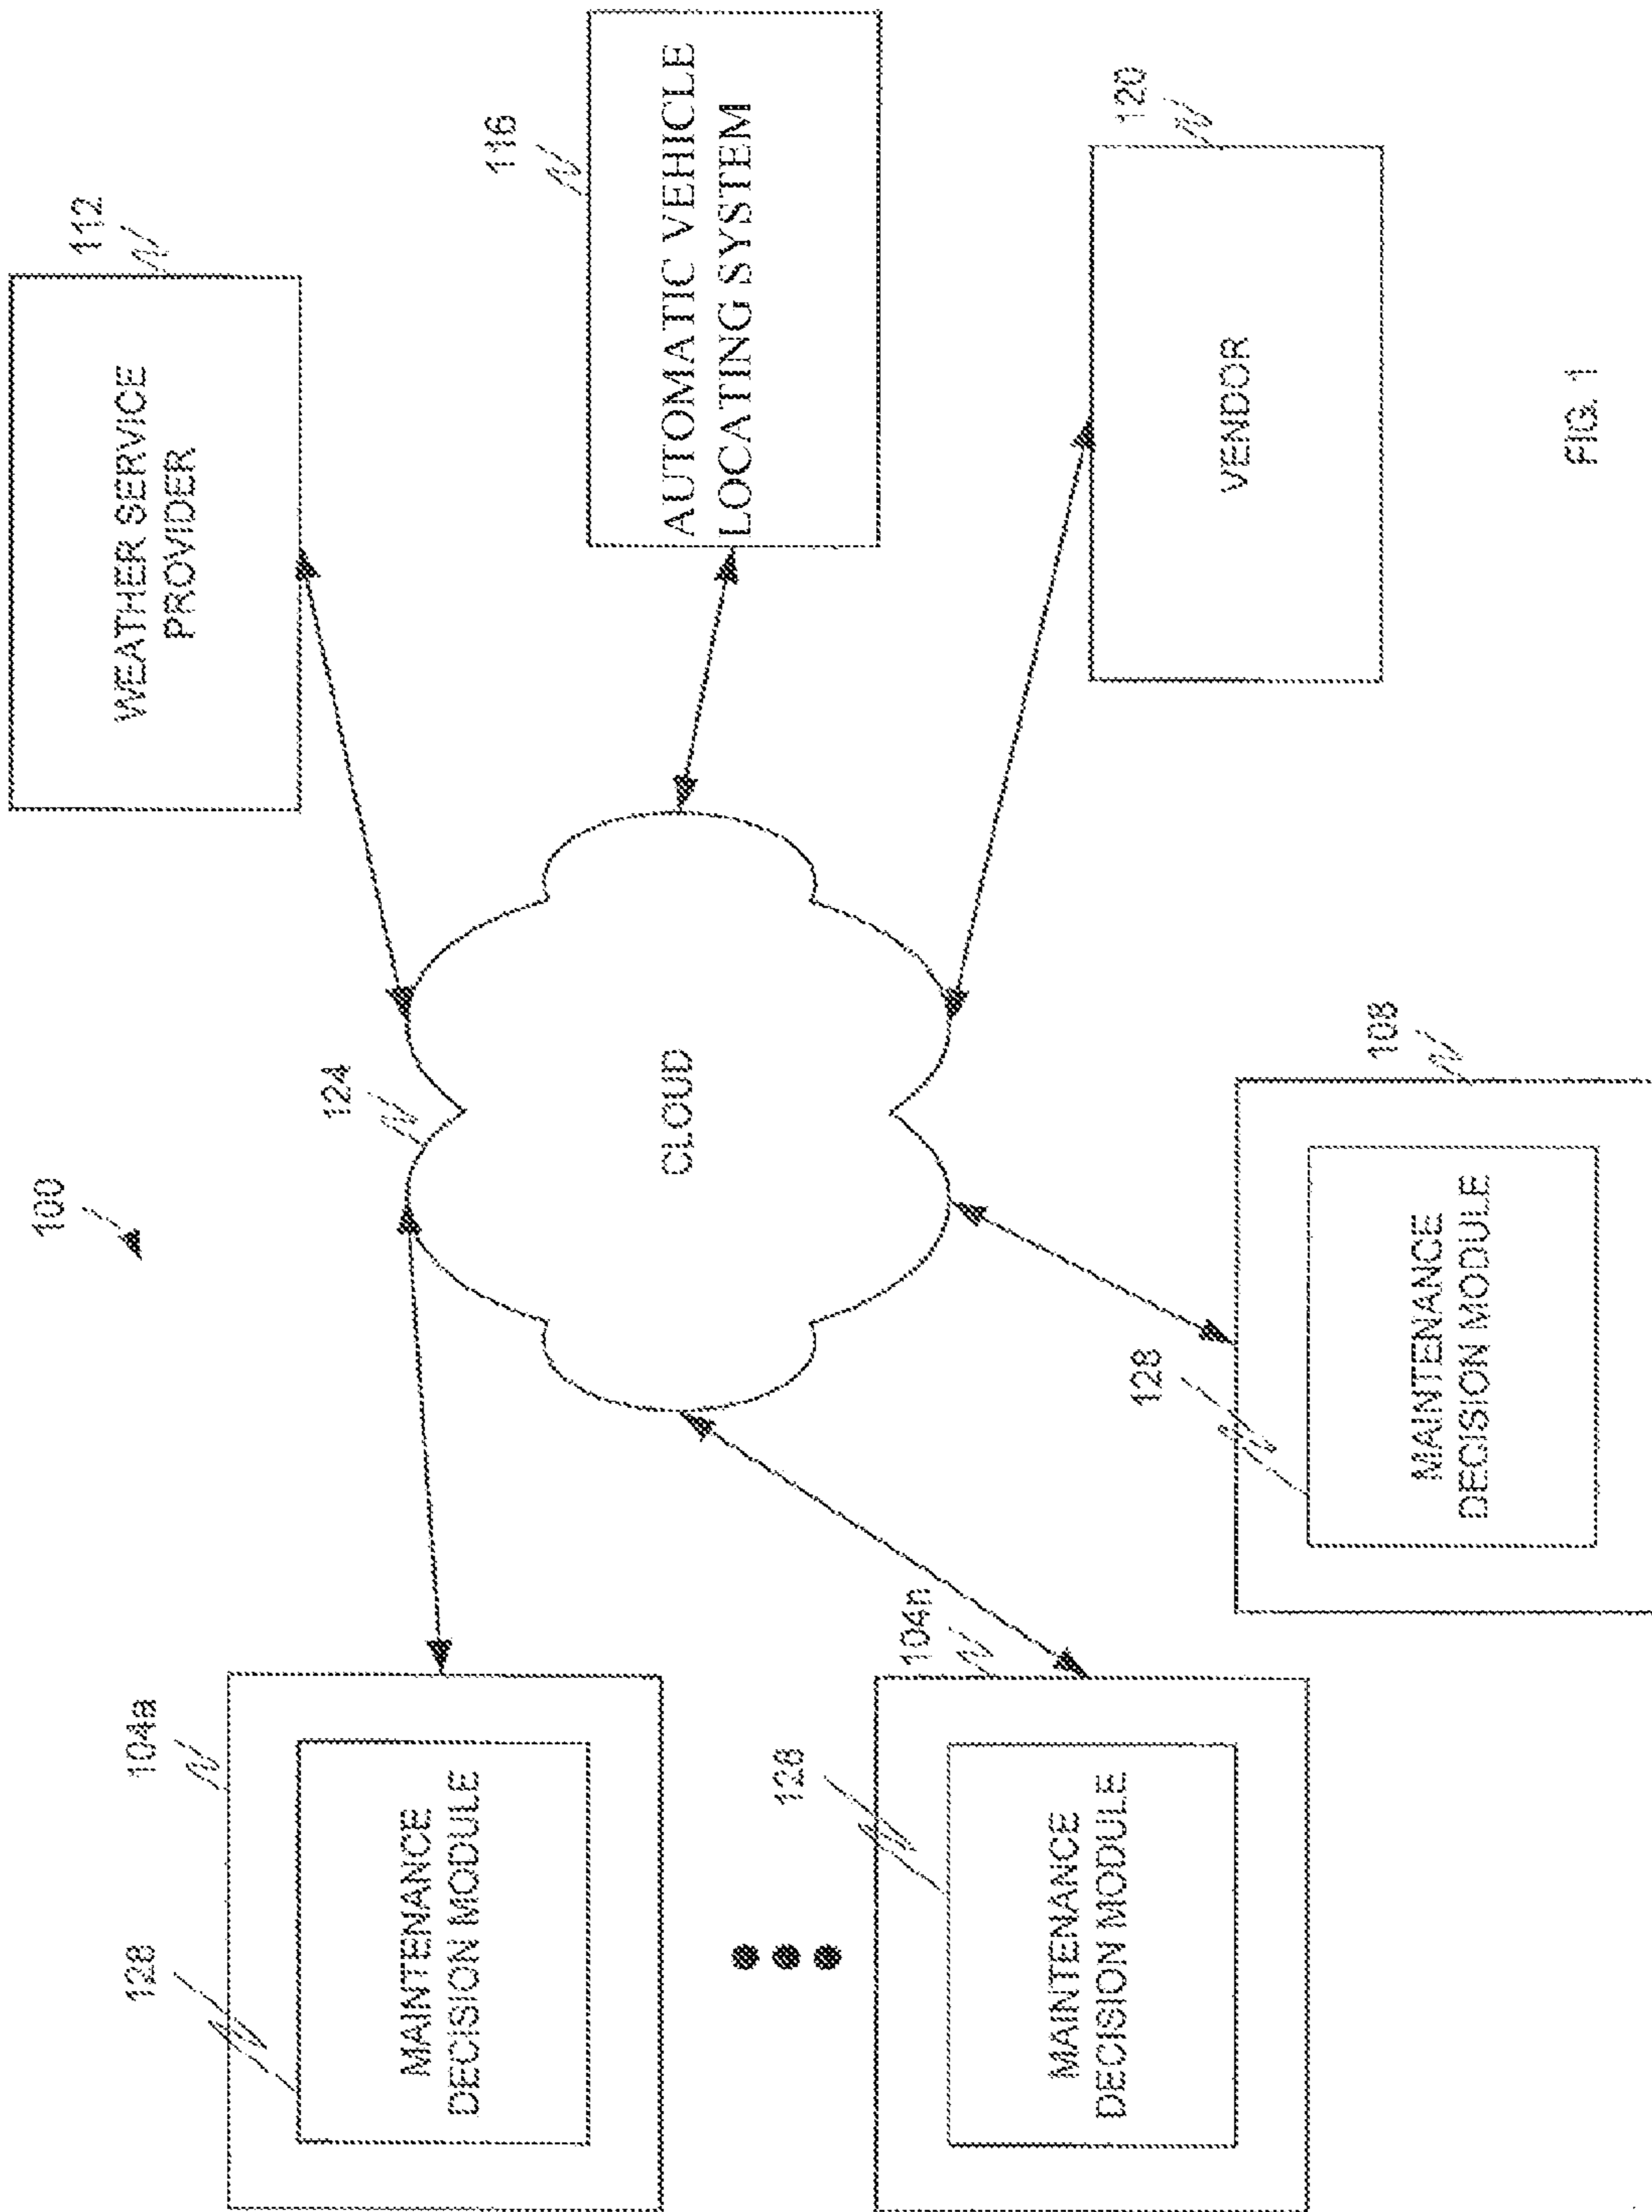 100
112
WEATHER SERVICE
PROVIDER
104a
128
MAINTENANCE
DECISION MODULE
124
CLOUD
116
AUTOMATIC VEHICLE
LOCATING SYSTEM
104n
128
MAINTENANCE
DECISION MODULE
108
128
MAINTENANCE
DECISION MODULE
120
VENDOR
FIG. 1